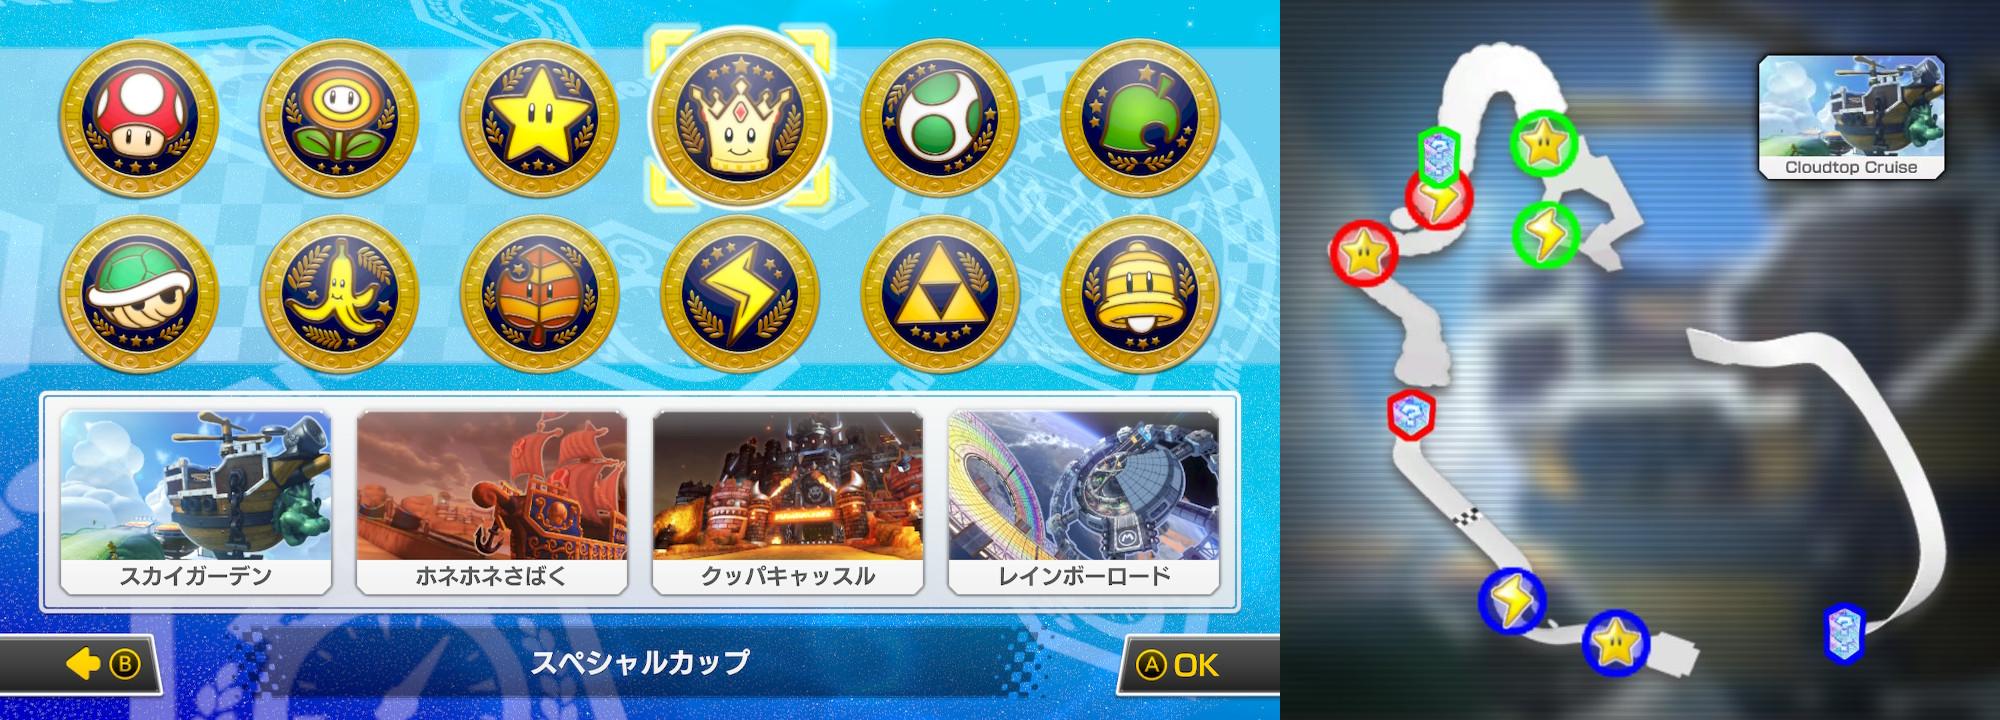 スカイガーデン
ホネホネさばく
クッパキャッスル
レインボーロード
B
スペシャルカップ
A OK
Cloudtop Cruise